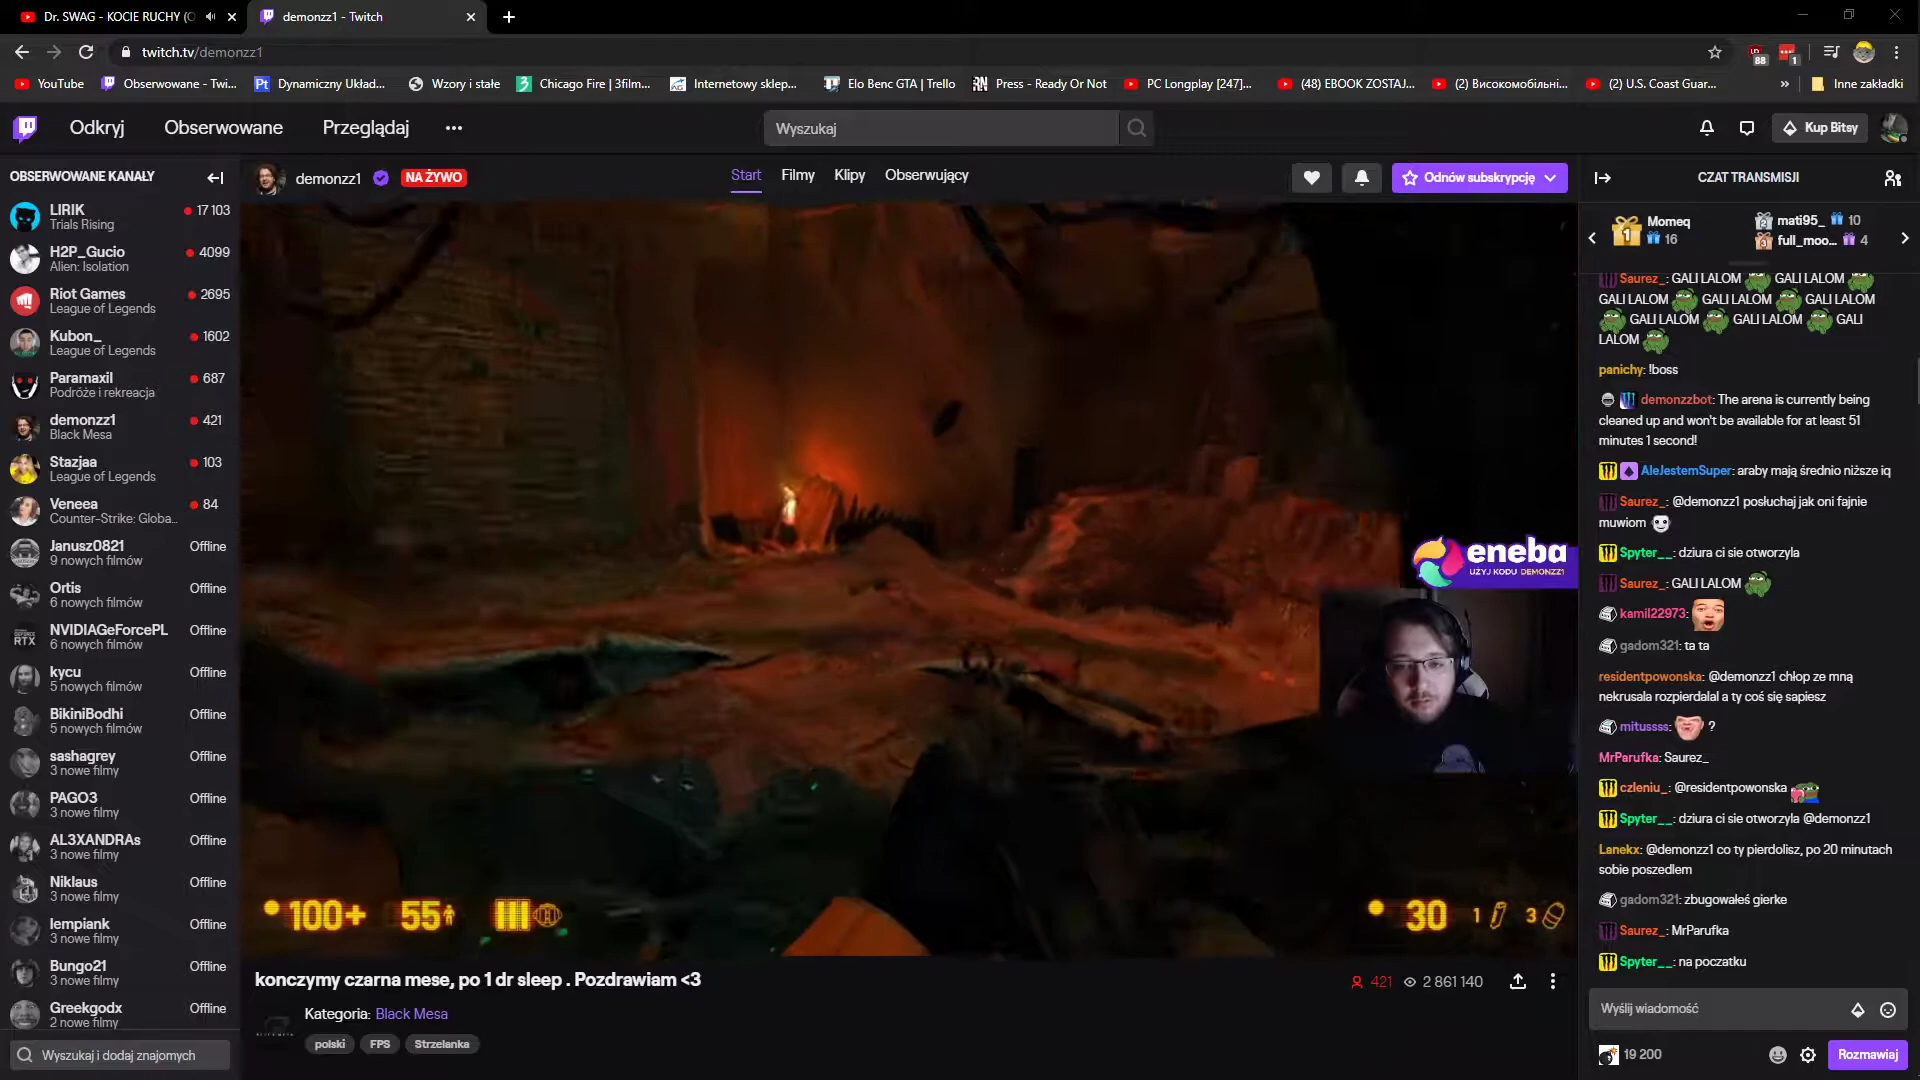 Dr. SWAG - KOCIE RUCHY (O
demonzz1 - Twitch
twitch.tv/demonzz1
88
1
YouTube
Obserwowane - Twi...
Pt
Dynamiczny Układ...
Wzory i stałe
Chicago Fire | 3film...
Internetowy sklep...
Elo Benc GTA | Trello
Press - Ready Or Not
PC Longplay [247]...
(48) EBOOK ZOSTAJ...
(2) Високомобільні...
(2) U.S. Coast Guar...
»
Inne zakładki
Odkryj
Obserwowane
Przeglądaj
Wyszukaj
Kup Bitsy
OBSERWOWANE KANAŁY
LIRIK
17 103
Trials Rising
H2P_Gucio
4099
Alien: Isolation
Riot Games
2695
League of Legends
Kubon_
1602
League of Legends
Paramaxil
687
Podróże i rekreacja
demonzz1
421
Black Mesa
Stazjaa
103
League of Legends
Veneea
84
Counter-Strike: Globa...
Janusz0821
Offline
9 nowych filmów
Ortis
Offline
6 nowych filmów
GEFORCE RTX
NVIDIAGeForcePL
Offline
6 nowych filmów
kycu
Offline
5 nowych filmów
BikiniBodhi
Offline
5 nowych filmów
sashagrey
Offline
3 nowe filmy
PAGO3
Offline
3 nowe filmy
AL3XANDRAs
Offline
3 nowe filmy
Niklaus
Offline
3 nowe filmy
lempiank
Offline
3 nowe filmy
Bungo21
Offline
3 nowe filmy
Greekgodx
Offline
2 nowe filmy
Wyszukaj i dodaj znajomych
demonzz1
NA ŻYWO
Start
Filmy
Klipy
Obserwujący
Odnów subskrypcję
eneba
UŻYJ KODU DEMONZZ1
100+
55
30
1
3
konczymy czarna mese, po 1 dr sleep . Pozdrawiam <3
421
2 861 140
BLACK MESA
Kategoria: Black Mesa
polski
FPS
Strzelanka
CZAT TRANSMISJI
1
Momeq
16
2
mati95_
10
3
full_moo...
4
Saurez_: GALI LALOM GALI LALOM
GALI LALOM GALI LALOM GALI LALOM
GALI LALOM GALI LALOM GALI
LALOM
panichy: !boss
demonzzbot: The arena is currently being
cleaned up and won't be available for at least 51
minutes 1 second!
AleJestemSuper: araby mają średnio niższe iq
Saurez_: @demonzz1 posłuchaj jak oni fajnie
muwiom
Spyter__: dziura ci sie otworzyla
Saurez_: GALI LALOM
kamil22973:
gadom321: ta ta
residentpowonska: @demonzz1 chłop ze mną
nekrusala rozpierdalal a ty coś się sapiesz
mitussss: ?
MrParufka: Saurez_
czleniu_: @residentpowonska
Spyter__: dziura ci sie otworzyla @demonzz1
Lanekx: @demonzz1 co ty pierdolisz, po 20 minutach
sobie poszedlem
gadom321: zbugowałeś gierke
Saurez_: MrParufka
Spyter__: na poczatku
Wyślij wiadomość
19 200
Rozmawiaj